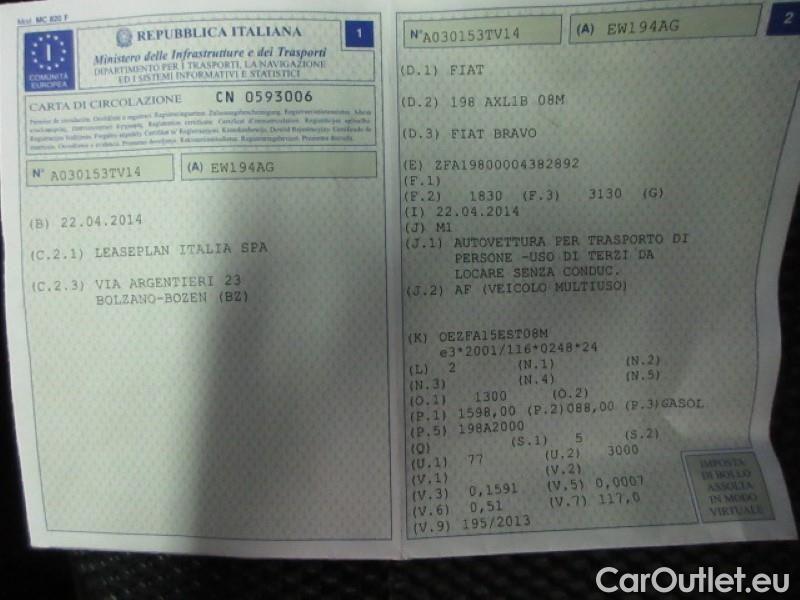 Mod. MC 820 F
REPUBBLICA ITALIANA
1
I
COMUNITÀ
EUROPEA
Ministero delle Infrastrutture e dei Trasporti
DIPARTIMENTO PER I TRASPORTI, LA NAVIGAZIONE
ED I SISTEMI INFORMATIVI E STATISTICI
CARTA DI CIRCOLAZIONE CN 0593006
N° A030153TV14 (A) EW194AG
(B) 22.04.2014
(C.2.1) LEASEPLAN ITALIA SPA
(C.2.3) VIA ARGENTIERI 23
BOLZANO-BOZEN (BZ)
2
N° A030153TV14 (A) EW194AG
(D.1) FIAT
(D.2) 198 AXL1B 08M
(D.3) FIAT BRAVO
(E) ZFA19800004382892
(F.1)
(F.2) 1830 (F.3) 3130 (G)
(I) 22.04.2014
(J) M1
(J.1) AUTOVETTURA PER TRASPORTO DI
PERSONE -USO DI TERZI DA
LOCARE SENZA CONDUC.
(J.2) AF (VEICOLO MULTIUSO)
(K) OEZFA15EST08M
e3*2001/116*0248*24
(L) 2 (N.1) (N.2)
(N.3) (N.4) (N.5)
(O.1) 1300 (O.2)
(P.1) 1598,00 (P.2)088,00 (P.3)GASOL
(P.5) 198A2000
(Q) (S.1) 5 (S.2)
(U.1) 77 (U.2) 3000
(V.1) (V.2)
(V.3) 0,1591 (V.5) 0,0007
(V.6) 0,51 (V.7) 117,0
(V.9) 195/2013
IMPOSTA
DI BOLLO
ASSOLTA
IN MODO
VIRTUALE
CarOutlet.eu